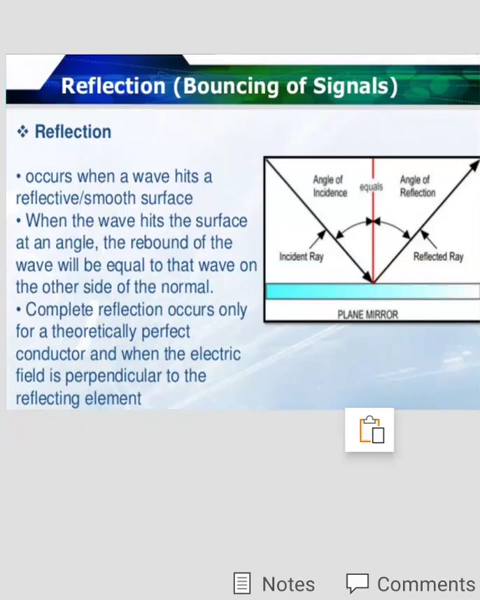 Reflection (Bouncing of Signals)
❖ Reflection
• occurs when a wave hits a
reflective/smooth surface
• When the wave hits the surface
at an angle, the rebound of the
wave will be equal to that wave on
the other side of the normal.
• Complete reflection occurs only
for a theoretically perfect
conductor and when the electric
field is perpendicular to the
reflecting element
Angle of
Incidence
equals
Angle of
Reflection
Incident Ray
Reflected Ray
PLANE MIRROR
Notes
Comments